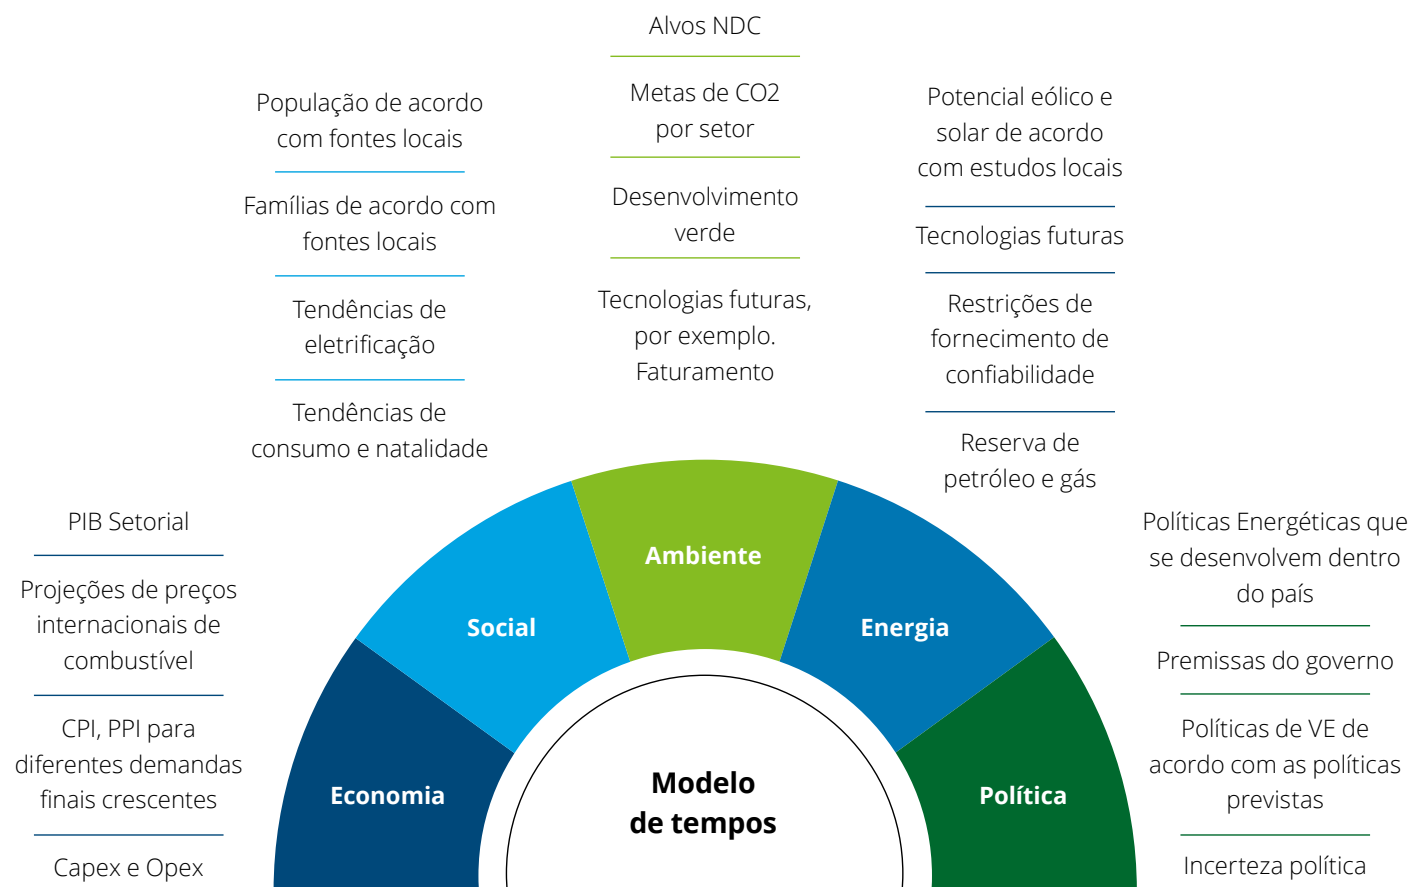 Alvos NDC
Metas de CO2
por setor
Desenvolvimento
verde
Tecnologias futuras,
por exemplo.
Faturamento
População de acordo
com fontes locais
Famílias de acordo com
fontes locais
Tendências de
eletrificação
Tendências de
consumo e natalidade
Potencial eólico e
solar de acordo
com estudos locais
Tecnologias futuras
Restrições de
fornecimento de
confiabilidade
Reserva de
petróleo e gás
PIB Setorial
Projeções de preços
internacionais de
combustível
CPI, PPI para
diferentes demandas
finais crescentes
Capex e Opex
Políticas Energéticas que
se desenvolvem dentro
do país
Premissas do governo
Políticas de VE de
acordo com as políticas
previstas
Incerteza política
Economia
Social
Ambiente
Energia
Política
Modelo
de tempos